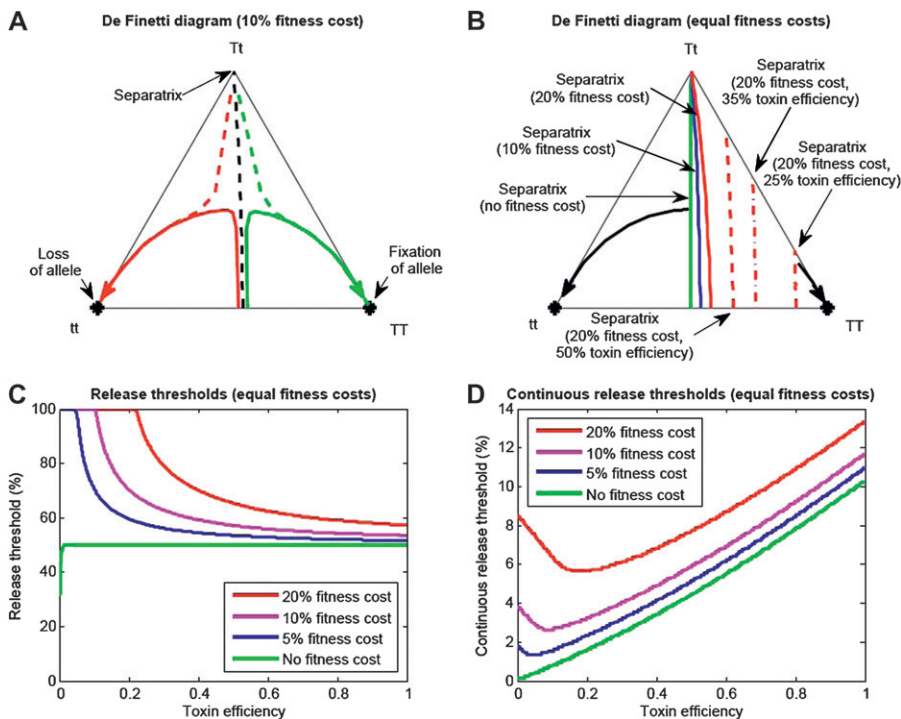 A
De Finetti diagram (10% fitness cost)
Tt
Separatrix
Loss
of allele
Fixation
of allele
tt
TT
B
De Finetti diagram (equal fitness costs)
Tt
Separatrix
(20% fitness cost)
Separatrix
(20% fitness cost,
35% toxin efficiency)
Separatrix
(10% fitness cost)
Separatrix
(20% fitness cost,
25% toxin efficiency)
Separatrix
(no fitness cost)
tt
TT
Separatrix
(20% fitness cost,
50% toxin efficiency)
C
Release thresholds (equal fitness costs)
100
80
60
40
20
0
Release threshold (%)
20% fitness cost
10% fitness cost
5% fitness cost
No fitness cost
0 0.2 0.4 0.6 0.8 1
Toxin efficiency
D
Continuous release thresholds (equal fitness costs)
14
12
10
8
6
4
2
0
Continuous release threshold (%)
20% fitness cost
10% fitness cost
5% fitness cost
No fitness cost
0 0.2 0.4 0.6 0.8 1
Toxin efficiency